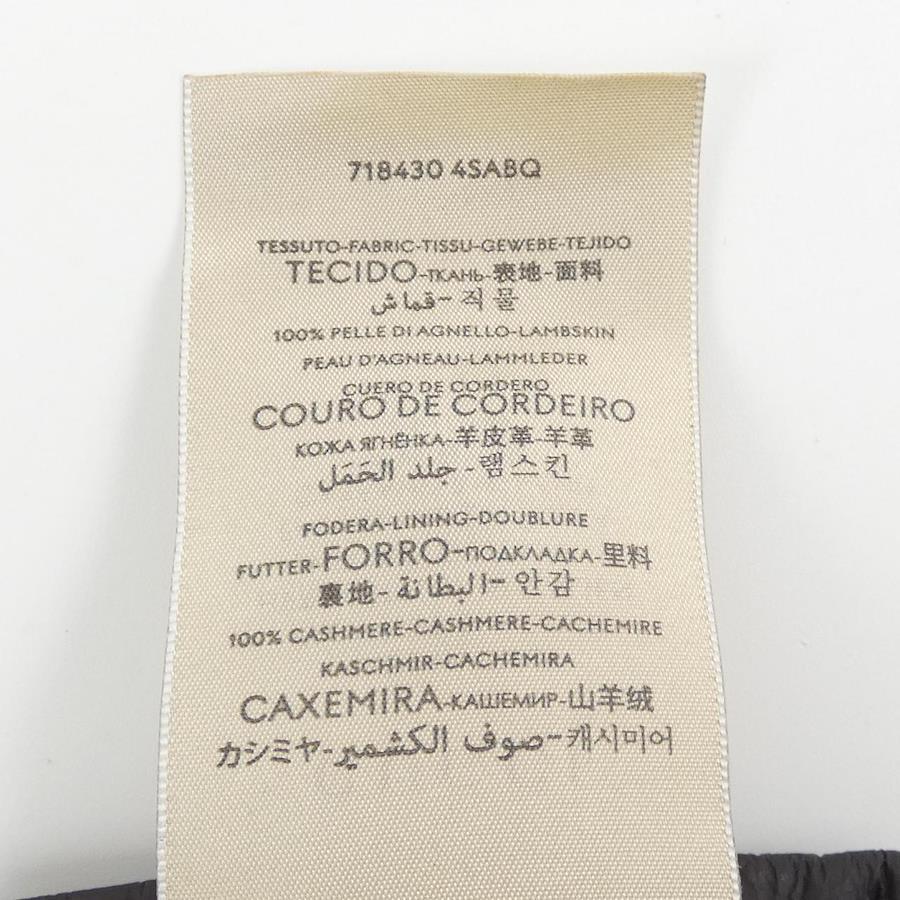 718430 4SABQ
TESSUTO-FABRIC-TISSU-GEWEBE-TEJIDO
TECIDO-ТКАНЬ-表地-面料
قماش-직물
100% PELLE DI AGNELLO-LAMBSKIN
PEAU D'AGNEAU-LAMMLEDER
CUERO DE CORDERO
COURO DE CORDEIRO
КОЖА ЯГНЁНКА-羊皮革-羊革
جلد الحَمَل-램스킨
FODERA-LINING-DOUBLURE
FUTTER-FORRO-ПОДКЛАДКА-里料
裏地-البطانة-안감
100% CASHMERE-CASHMERE-CACHEMIRE
KASCHMIR-CACHEMIRA
CAXEMIRA-КАШЕМИР-山羊绒
カシミヤ-صوف الكشمير-캐시미어